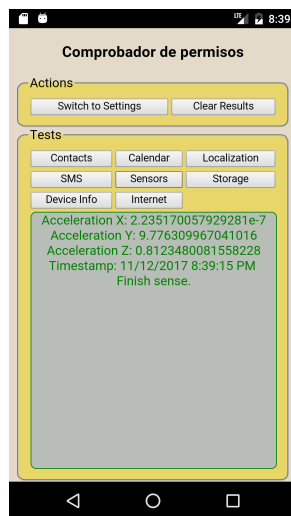 LTE 8:39
Comprobador de permisos
Actions
Switch to Settings Clear Results
Tests
Contacts Calendar Localization
SMS Sensors Storage
Device Info Internet
Acceleration X: 2.235170057929281e-7
Acceleration Y: 9.776309967041016
Acceleration Z: 0.8123480081558228
Timestamp: 11/12/2017 8:39:15 PM
Finish sense.